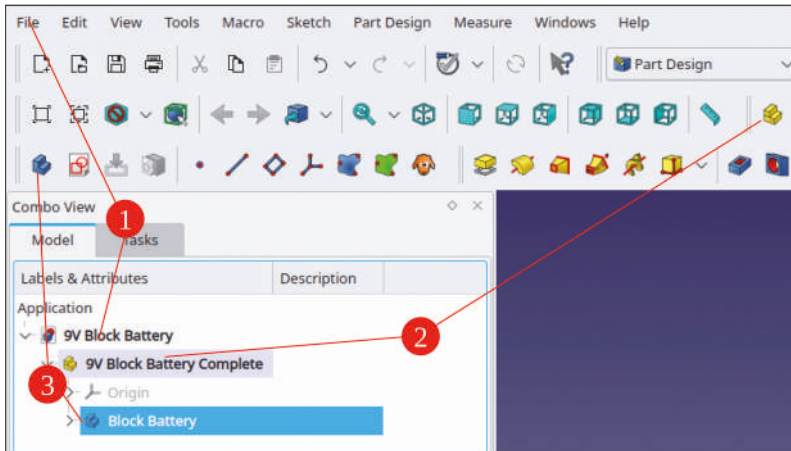 File Edit View Tools Macro Sketch Part Design Measure Windows Help
Part Design
Combo View
1
Model Tasks
Labels & Attributes Description
Application
9V Block Battery
2
9V Block Battery Complete
3
Origin
Block Battery